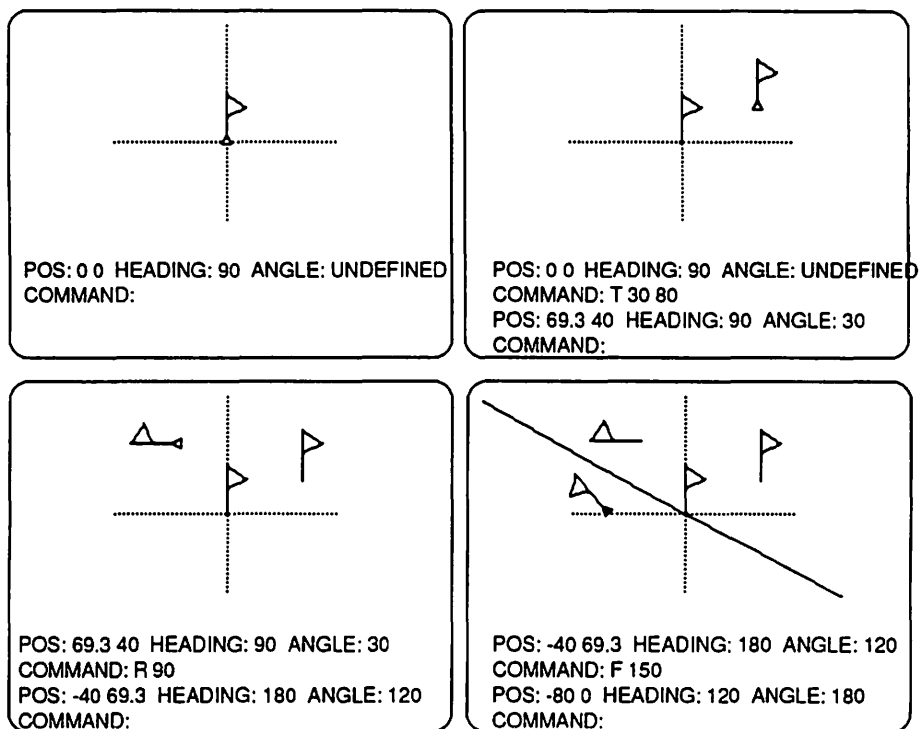 POS: 0 0 HEADING: 90 ANGLE: UNDEFINED
COMMAND:
POS: 0 0 HEADING: 90 ANGLE: UNDEFINED
COMMAND: T 30 80
POS: 69.3 40 HEADING: 90 ANGLE: 30
COMMAND:
POS: 69.3 40 HEADING: 90 ANGLE: 30
COMMAND: R 90
POS: -40 69.3 HEADING: 180 ANGLE: 120
COMMAND:
POS: -40 69.3 HEADING: 180 ANGLE: 120
COMMAND: F 150
POS: -80 0 HEADING: 120 ANGLE: 180
COMMAND: